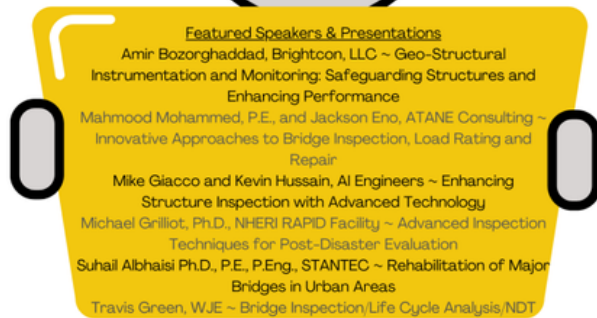 Featured Speakers & Presentations
Amir Bozorghaddad, Brightcon, LLC ~ Geo-Structural
Instrumentation and Monitoring: Safeguarding Structures and
Enhancing Performance
Mahmood Mohammed, P.E., and Jackson Eno, ATANE Consulting ~
Innovative Approaches to Bridge Inspection, Load Rating and
Repair
Mike Giacco and Kevin Hussain, AI Engineers ~ Enhancing
Structure Inspection with Advanced Technology
Michael Grilliot, Ph.D., NHERI RAPID Facility ~ Advanced Inspection
Techniques for Post-Disaster Evaluation
Suhail Albhaisi Ph.D., P.E., P.Eng., STANTEC ~ Rehabilitation of Major
Bridges in Urban Areas
Travis Green, WJE ~ Bridge Inspection/Life Cycle Analysis/NDT